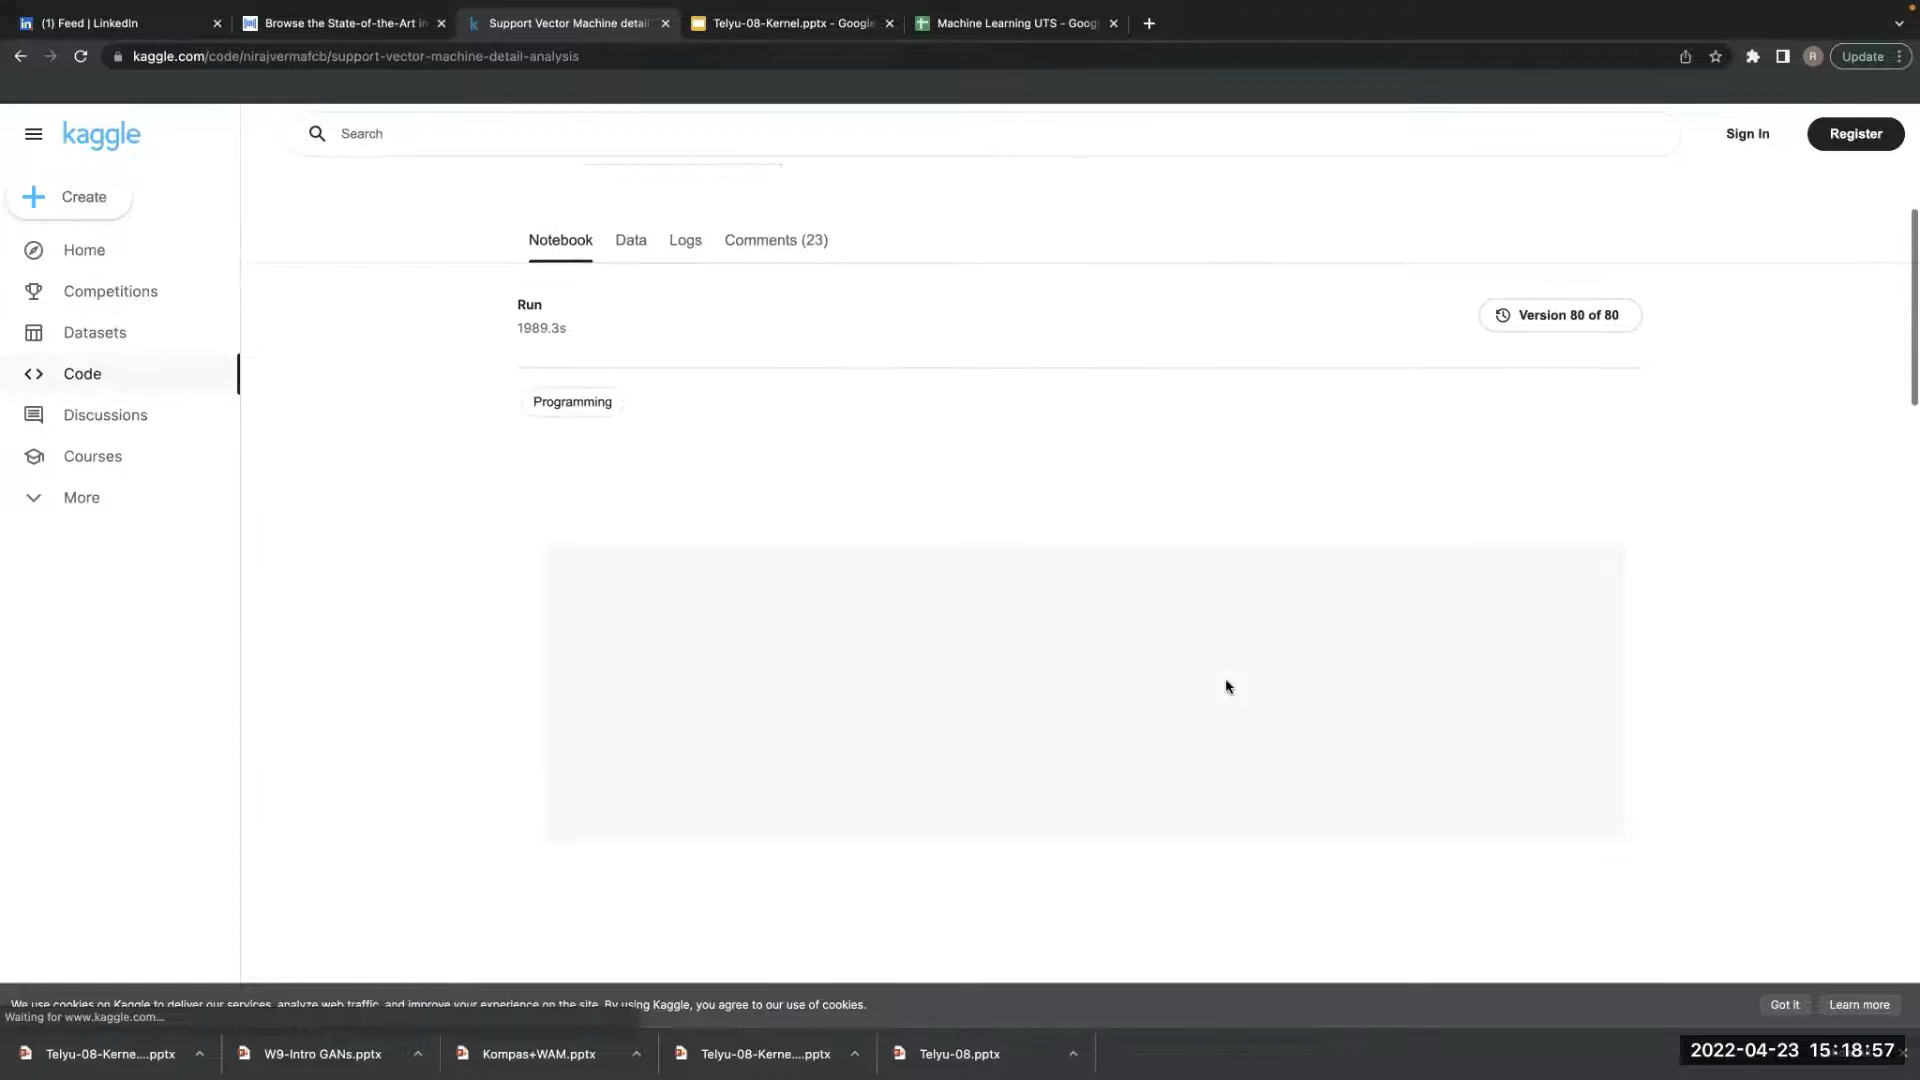 (1) Feed | LinkedIn
Browse the State-of-the-Art in
Support Vector Machine detail
Telyu-08-Kernel.pptx - Google
Machine Learning UTS - Goog
kaggle.com/code/nirajvermafcb/support-vector-machine-detail-analysis
R
Update
kaggle
Search
Sign In
Register
Create
Home
Competitions
Datasets
Code
Discussions
Courses
More
Notebook
Data
Logs
Comments (23)
Run
1989.3s
Version 80 of 80
Programming
We use cookies on Kaggle to deliver our services, analyze web traffic, and improve your experience on the site. By using Kaggle, you agree to our use of cookies.
Got it
Learn more
Waiting for www.kaggle.com...
Telyu-08-Kerne....pptx
W9-Intro GANs.pptx
Kompas+WAM.pptx
Telyu-08-Kerne....pptx
Telyu-08.pptx
2022-04-23 15:18:57